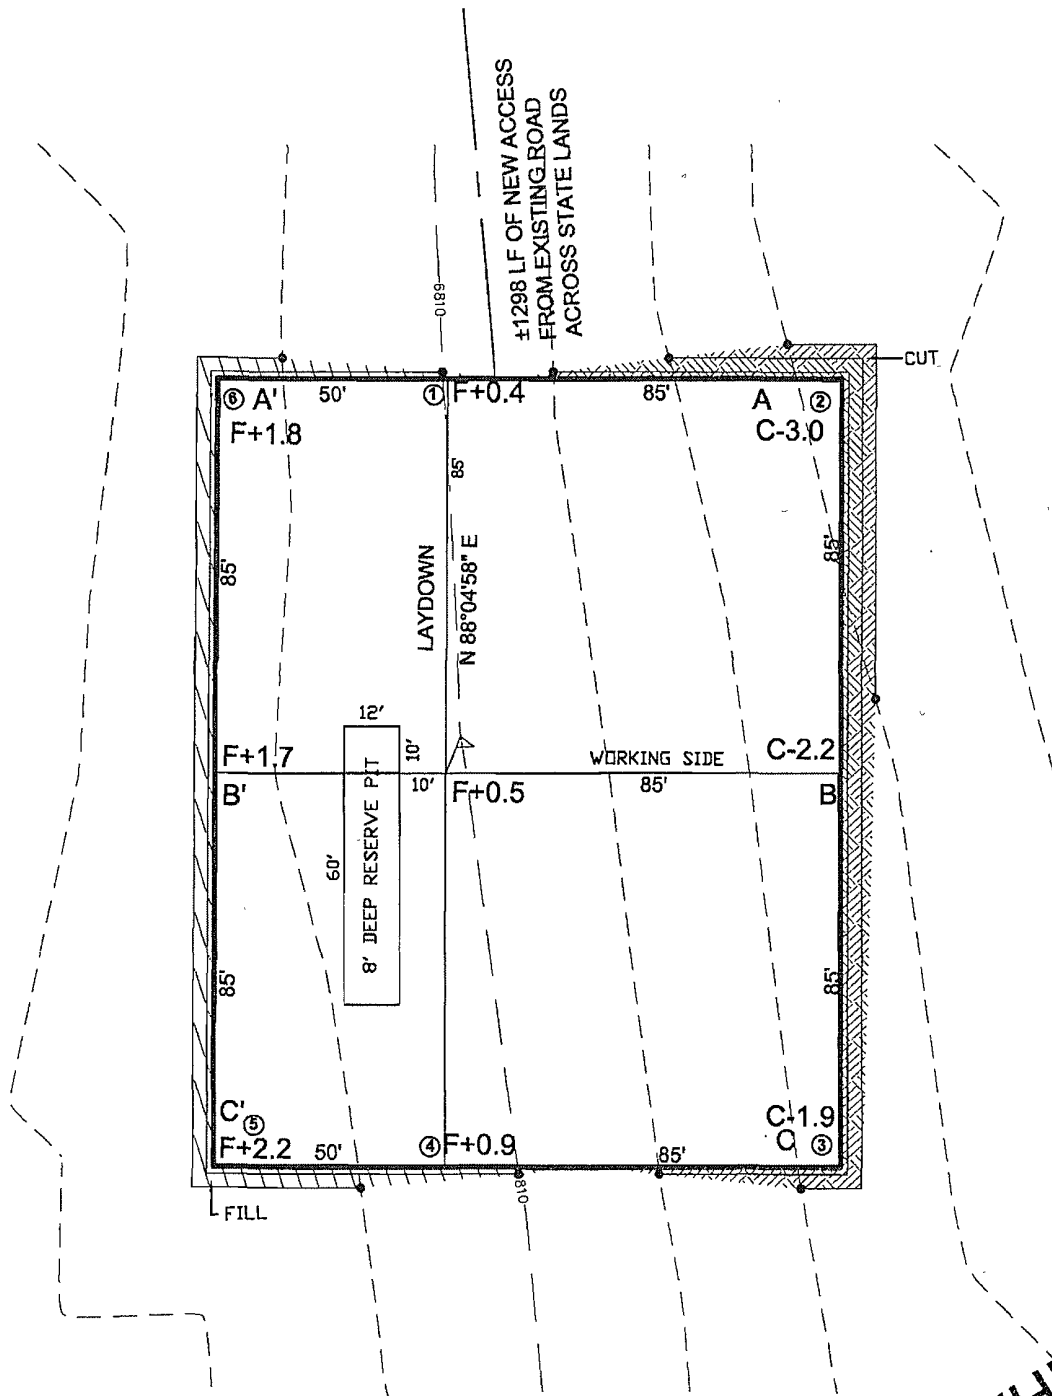 ±1298 LF OF NEW ACCESS
FROM EXISTING ROAD
ACROSS STATE LANDS
6810
CUT
⑥ A' 50' ① F+0.4 85' A ②
F+1.8 C-3.0
85'
85' 85'
LAYDOWN
N 88°04'58" E
12'
F+1.7 10' WORKING SIDE C-2.2
B' 10' F+0.5 85' B
60'
8' DEEP RESERVE PIT
85' 85'
C' ⑤ C-1.9
F+2.2 50' ④ F+0.9 85' C ③
6810
FILL